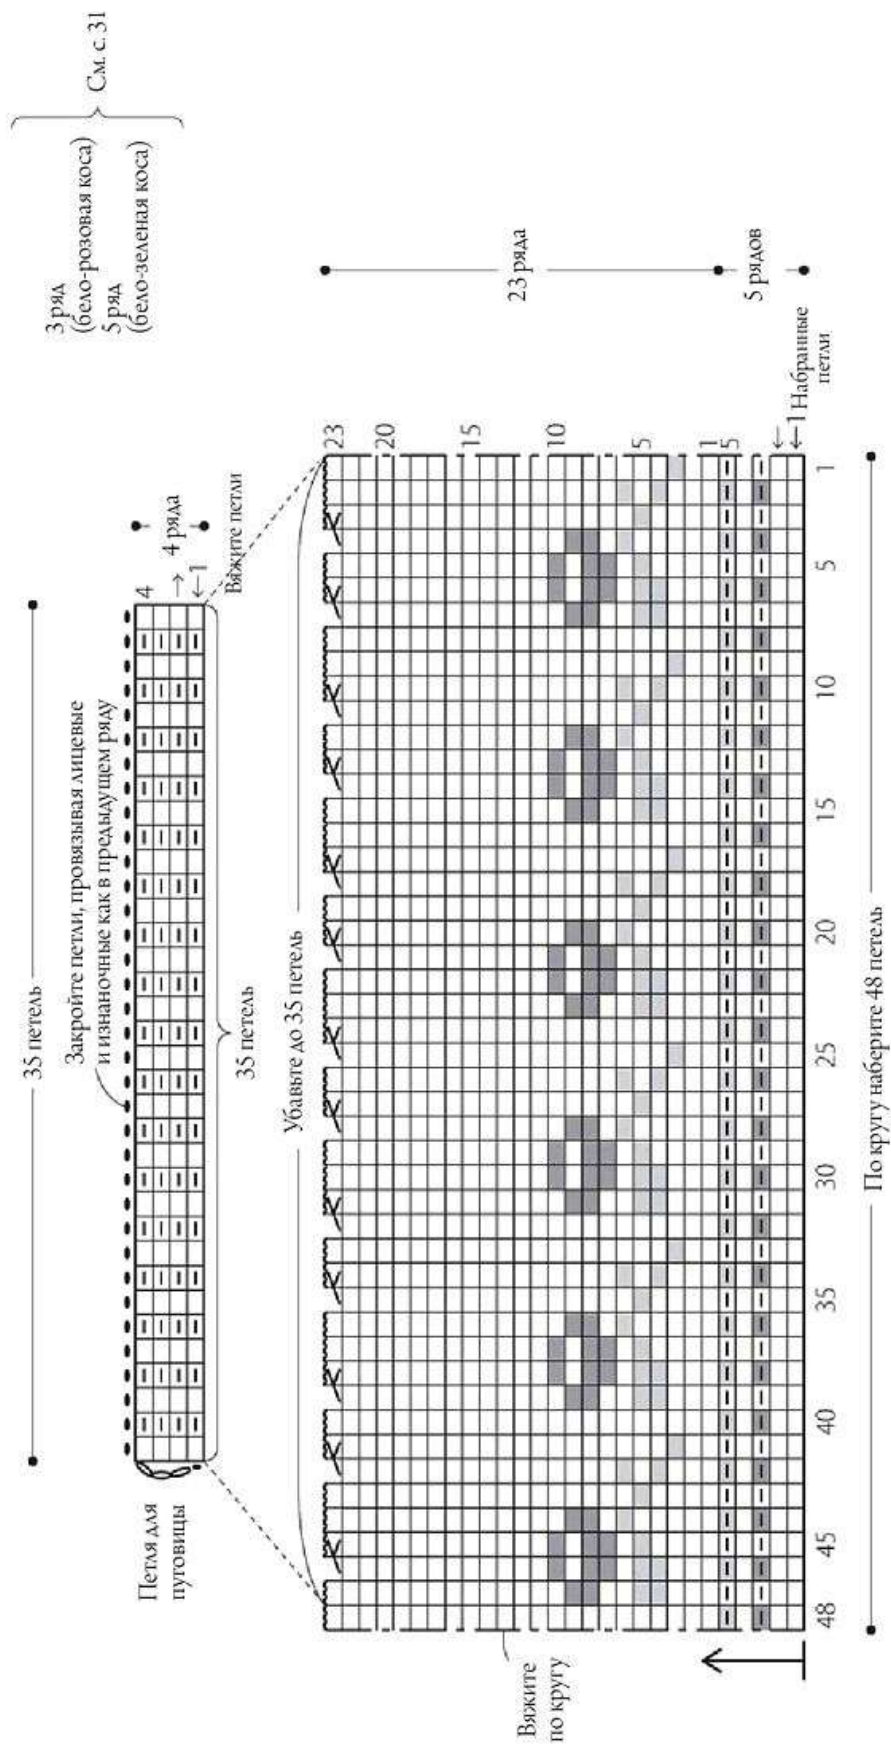 35 петель
Закройте петли, провязывая лицевые
и изнаночные как в предыдущем ряду
3 ряд
(бело-розовая коса)
5 ряд
(бело-зеленая коса)
См. с. 31
Петля для
пуговицы
4
→
←1
4 ряда
Вяжите петли
35 петель
Убавьте до 35 петель
23
20
15
10
5
1
5
←
←1
Набранные
петли
23 ряда
5 рядов
Вяжите
по кругу
48 45 40 35 30 25 20 15 10 5 1
По кругу наберите 48 петель